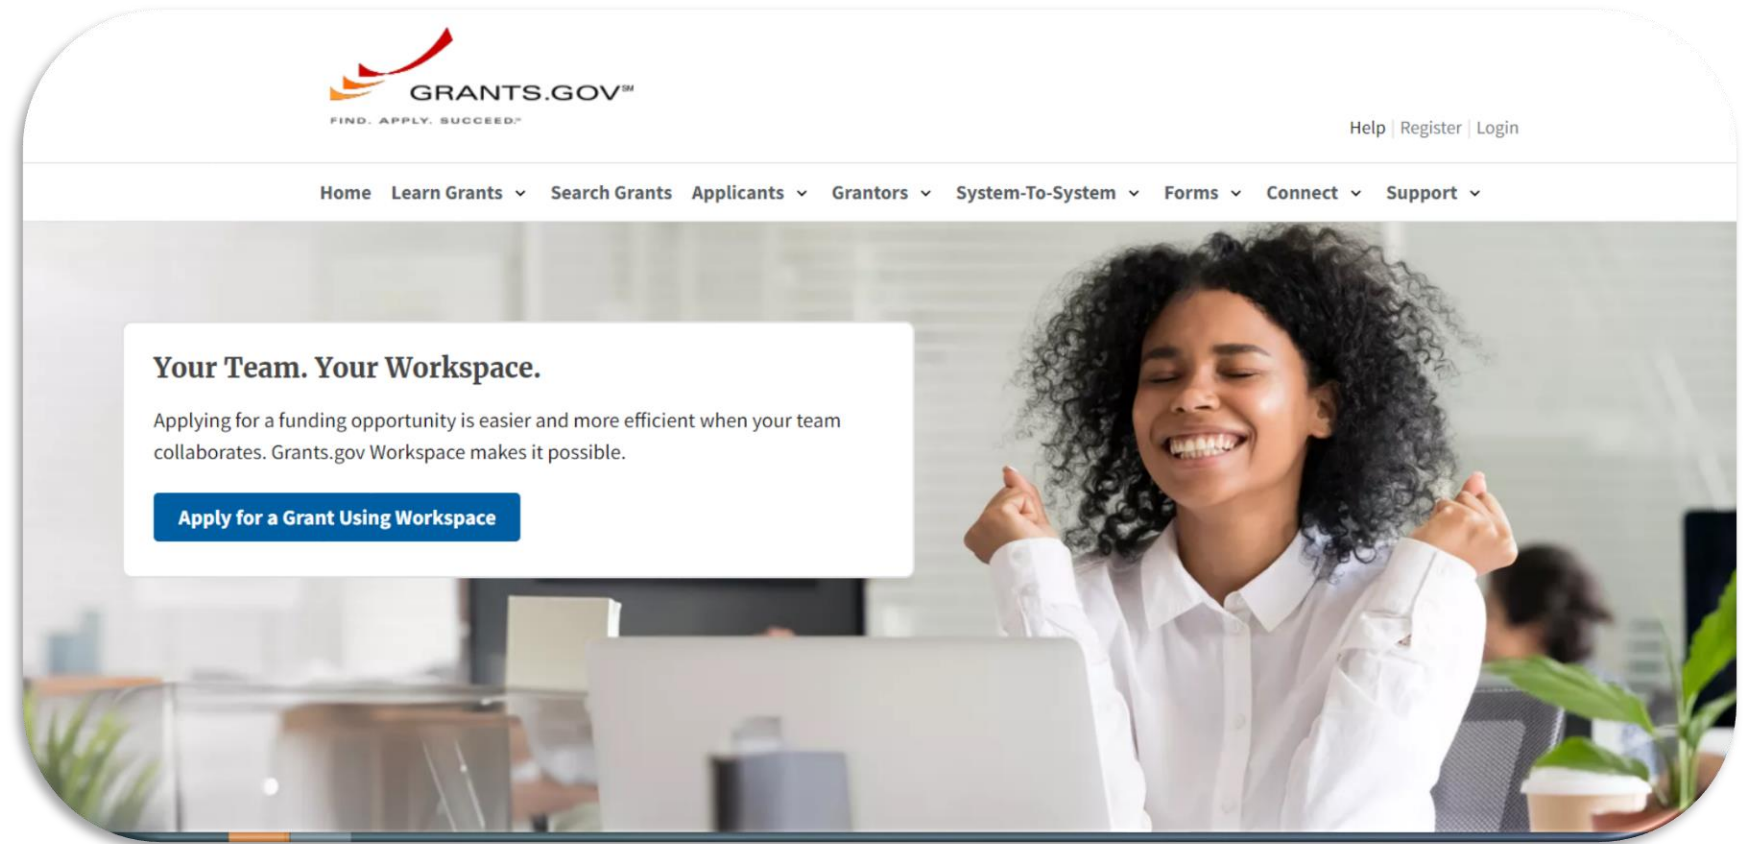 GRANTS.GOV℠
FIND. APPLY. SUCCEED.℠
Help | Register | Login
Home Learn Grants Search Grants Applicants Grantors System-To-System Forms Connect Support
Your Team. Your Workspace.
Applying for a funding opportunity is easier and more efficient when your team
collaborates. Grants.gov Workspace makes it possible.
Apply for a Grant Using Workspace